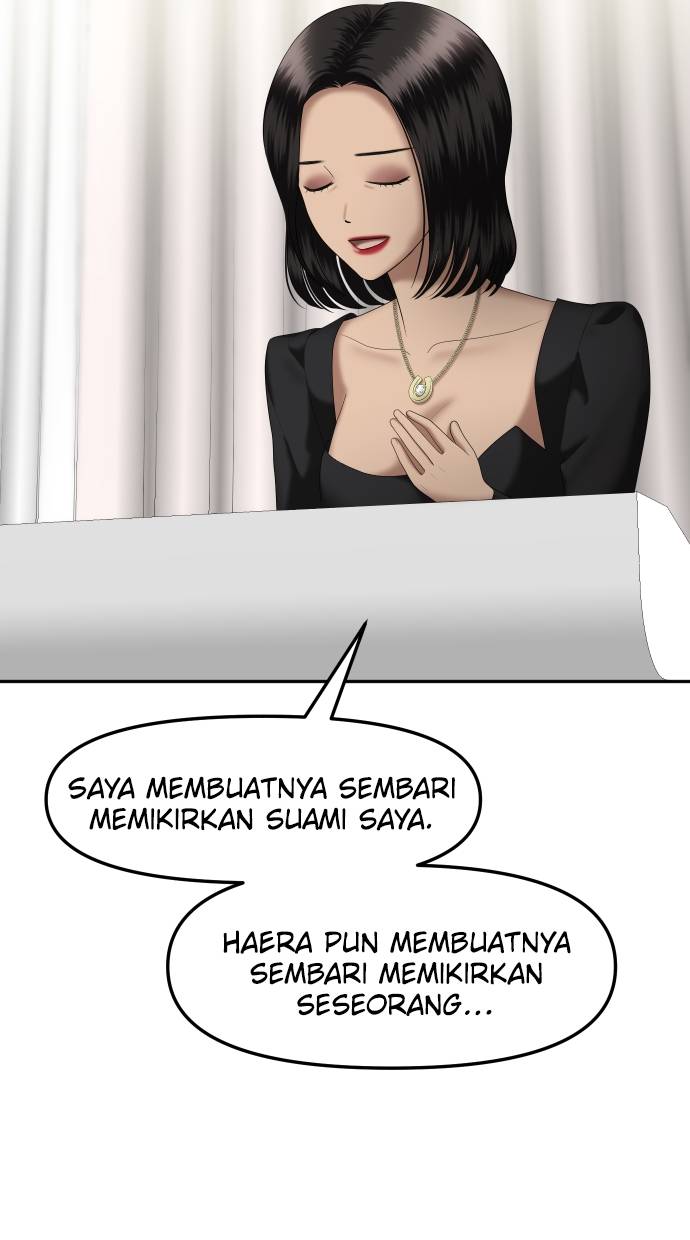 SAYA MEMBUATNYA SEMBARI
MEMIKIRKAN SUAMI SAYA.
HAERA PUN MEMBUATNYA
SEMBARI MEMIKIRKAN
SESEORANG...